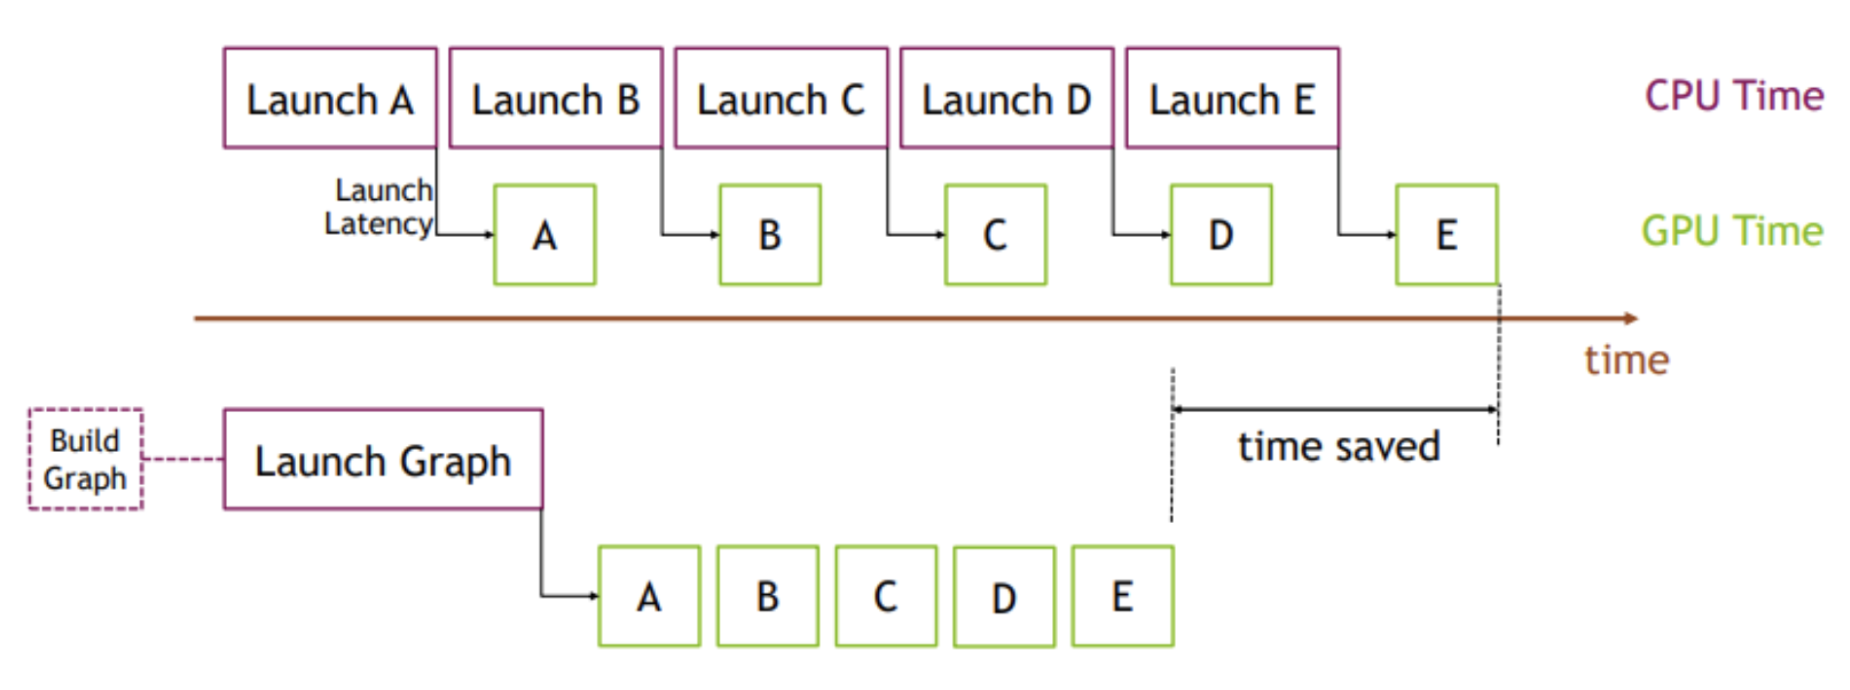 Launch A
Launch B
Launch C
Launch D
Launch E
CPU Time
Launch
Latency
A
B
C
D
E
GPU Time
time
Build
Graph
Launch Graph
time saved
A
B
C
D
E